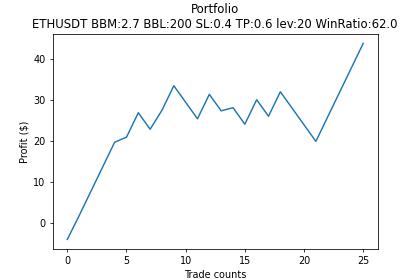 Portfolio
ETHUSDT BBM:2.7 BBL:200 SL:0.4 TP:0.6 lev:20 WinRatio:62.0
Profit ($)
40
30
20
10
0
0 5 10 15 20 25
Trade counts